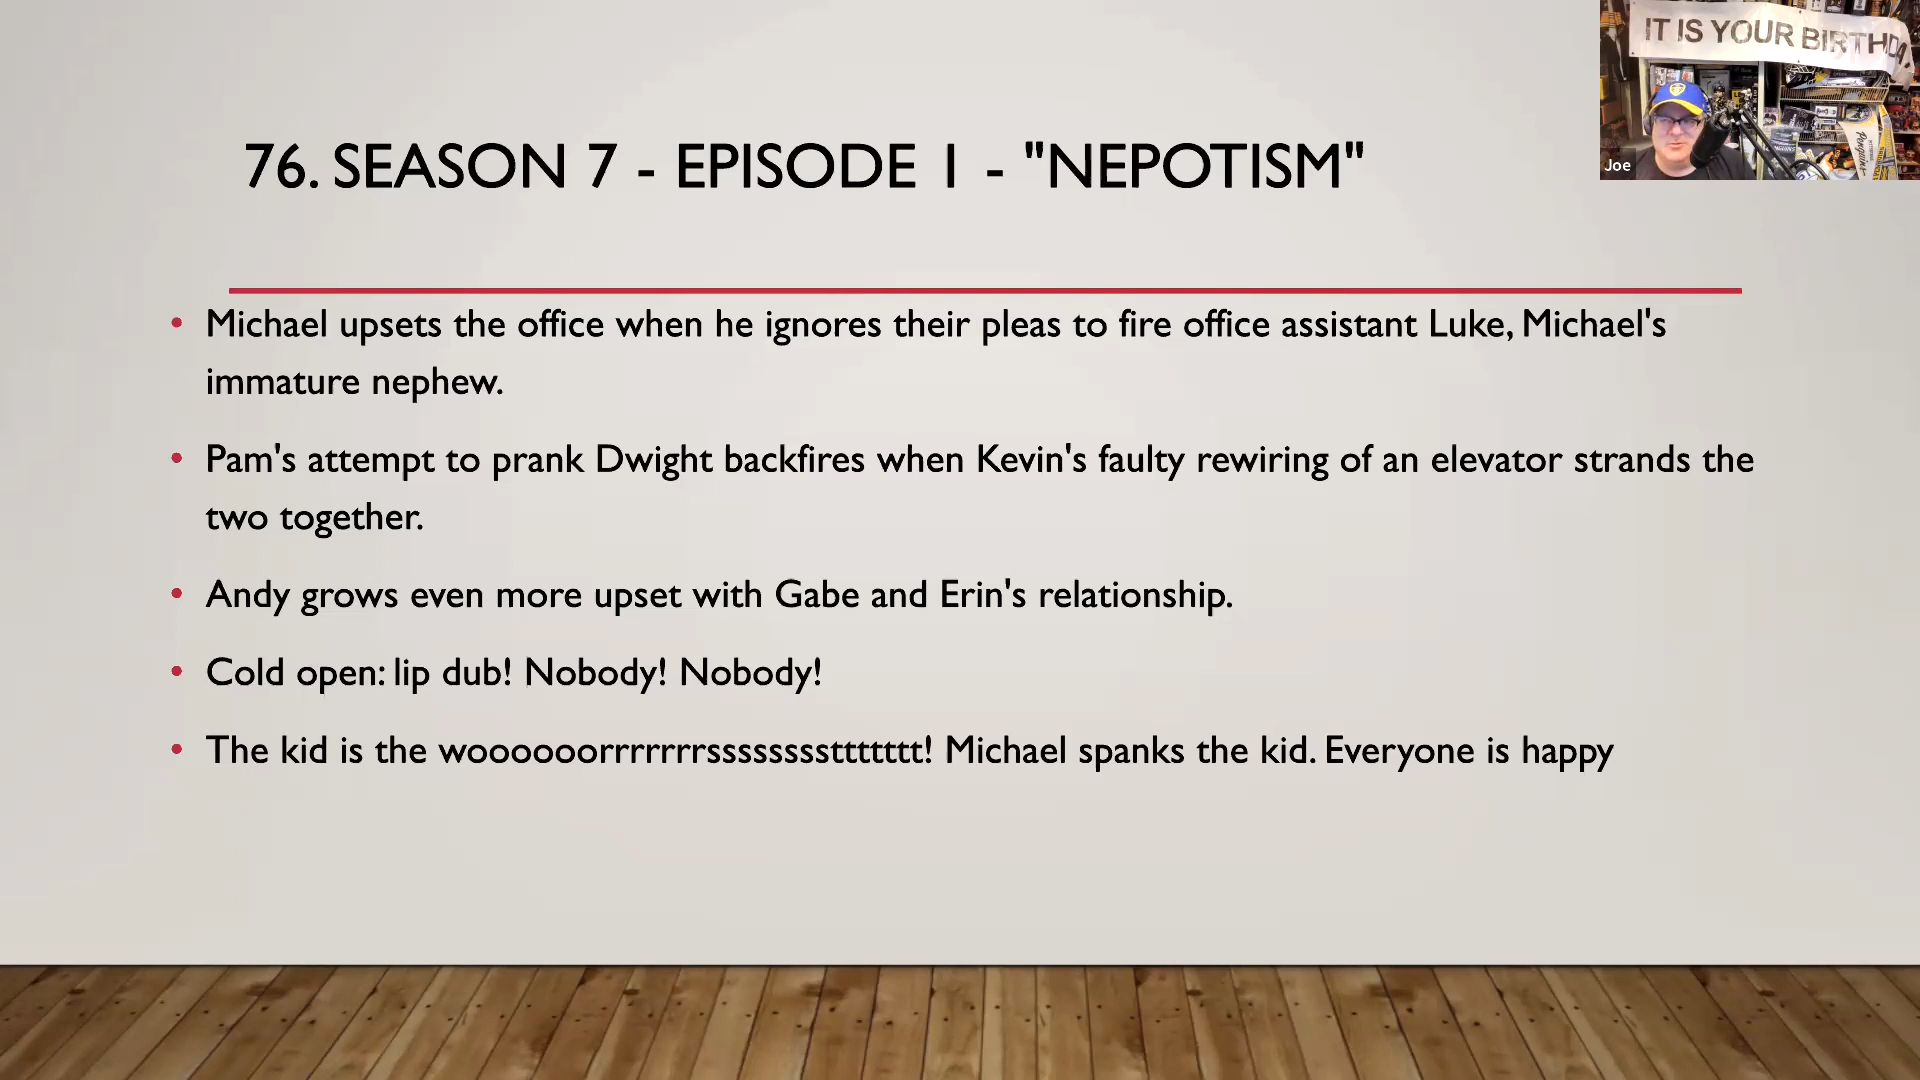 IT IS YOUR BIRTHDA
Joe
76. SEASON 7 - EPISODE 1 - "NEPOTISM"
• Michael upsets the office when he ignores their pleas to fire office assistant Luke, Michael's
immature nephew.
• Pam's attempt to prank Dwight backfires when Kevin's faulty rewiring of an elevator strands the
two together.
• Andy grows even more upset with Gabe and Erin's relationship.
• Cold open: lip dub! Nobody! Nobody!
• The kid is the woooooorrrrrrrsssssssssttttttt! Michael spanks the kid. Everyone is happy